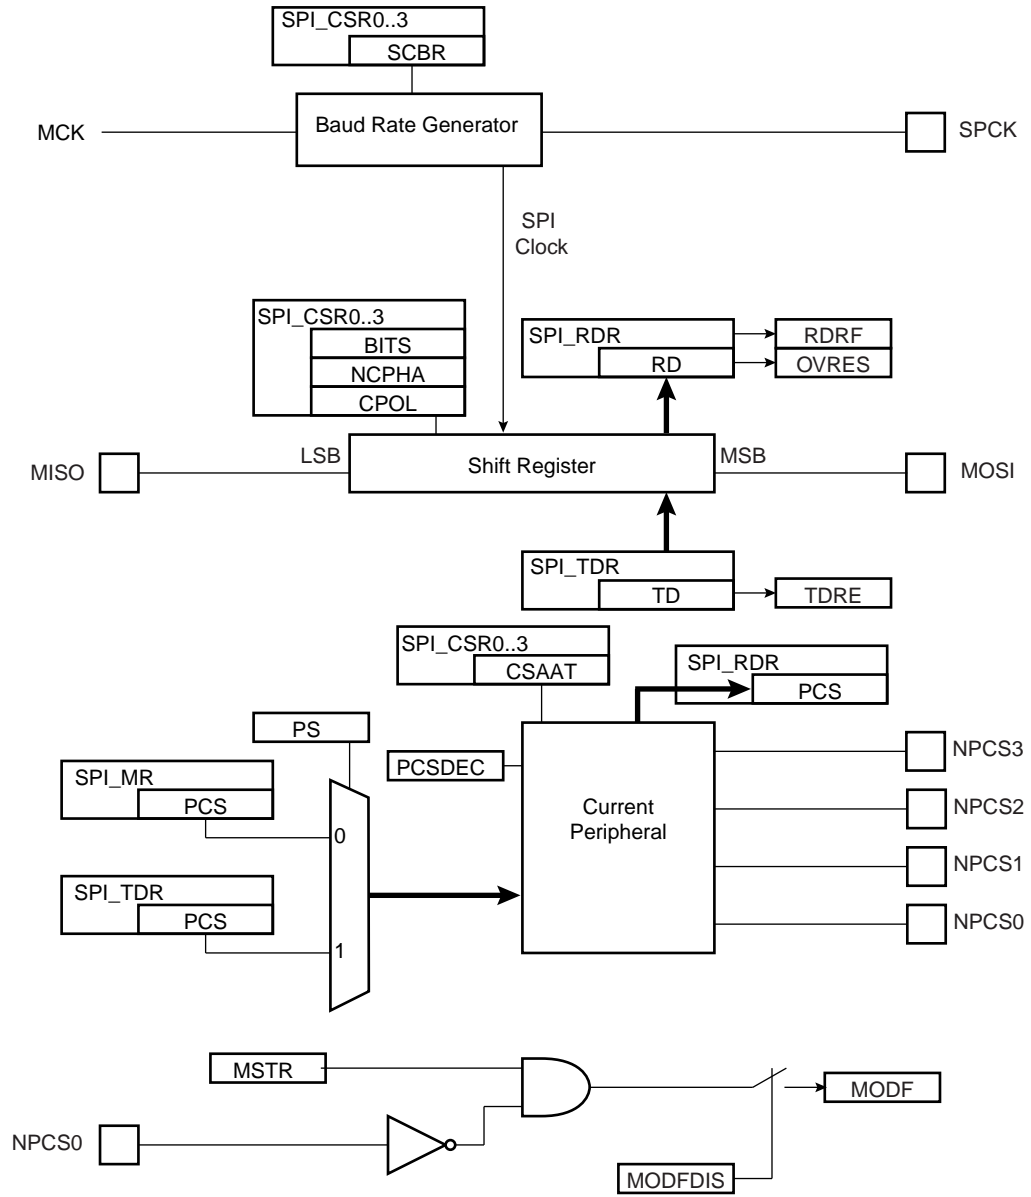 SPI_CSR0..3
SCBR
MCK
Baud Rate Generator
SPCK
SPI
Clock
SPI_CSR0..3
BITS
NCPHA
CPOL
SPI_RDR
RD
RDRF
OVRES
MISO
LSB
Shift Register
MSB
MOSI
SPI_TDR
TD
TDRE
SPI_CSR0..3
CSAAT
SPI_RDR
PCS
PS
PCSDEC
SPI_MR
PCS
0
SPI_TDR
PCS
1
Current
Peripheral
NPCS3
NPCS2
NPCS1
NPCS0
MSTR
MODF
NPCS0
MODFDIS